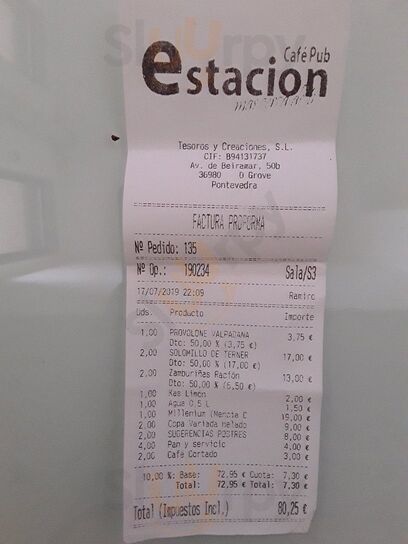 Café Pub
estacion
Tesoros y Creaciones, S.L.
CIF: B94131737
Av. de Beiramar, 50b
36980 O Grove
Pontevedra
FACTURA PROFORMA
Nº Pedido: 135
Nº Op.: 190234 Sala/S3
17/07/2019 22:09 Ramiro
Uds. Producto Importe
1,00 PROVOLONE VALPADANA 3,75 €
Dto: 50,00 % (3,75 €)
2,00 SOLOMILLO DE TERNER 17,00 €
Dto: 50,00 % (17,00 €)
2,00 Zamburiñas Ración 13,00 €
Dto: 50,00 % (6,50 €)
1,00 Kas Limón 2,00 €
1,00 Agua 0.5 L 1,50 €
1,00 Millenium (Mencia C 19,00 €
2,00 Copa Variada helado 9,00 €
2,00 SUGERENCIAS POSTRES 8,00 €
4,00 Pan y servicio 4,00 €
2,00 Café Cortado 3,00 €
10,00 %: Base: 72,95 € Cuota: 7,30 €
Total: 72,95 € Total: 7,30 €
Total (Impuestos Incl.) 80,25 €